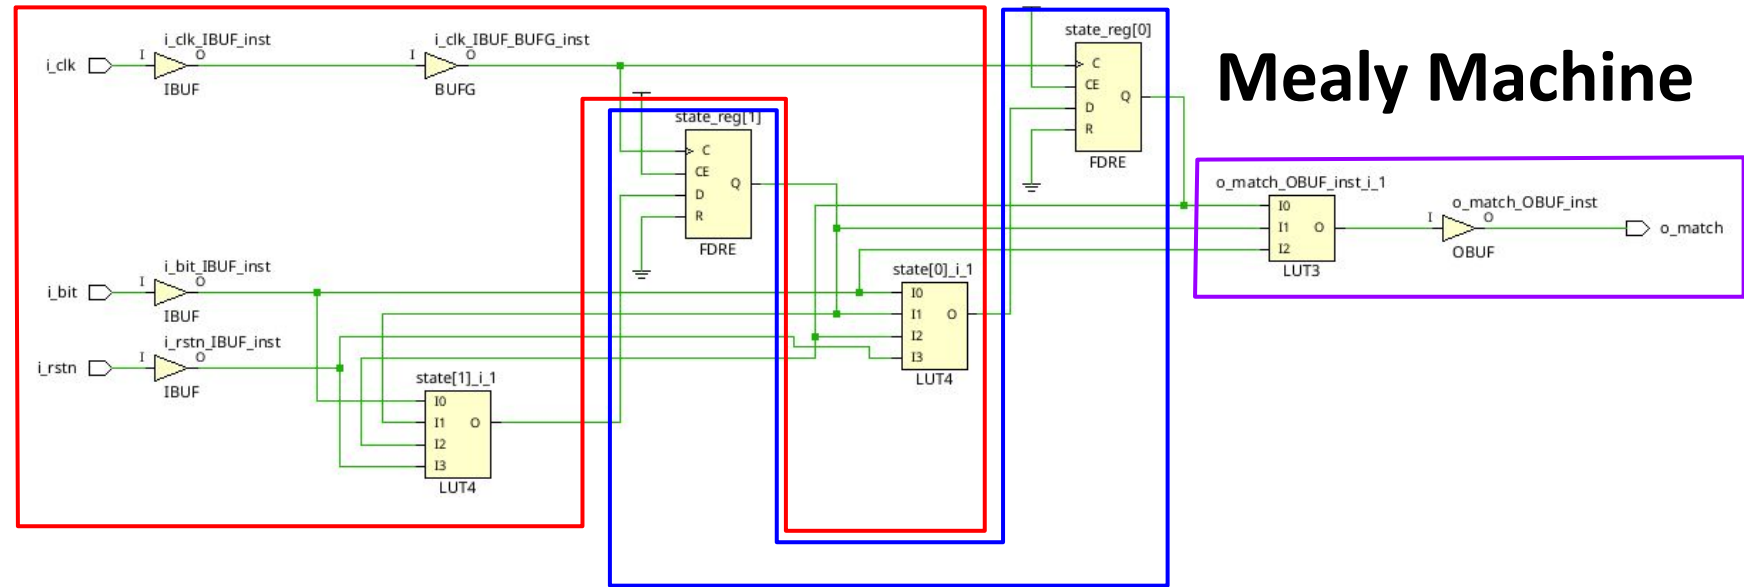 Mealy Machine
i_clk
I
i_clk_IBUF_inst
O
IBUF
I
i_clk_IBUF_BUFG_inst
O
BUFG
state_reg[0]
C
CE
D
R
Q
FDRE
state_reg[1]
C
CE
D
R
Q
FDRE
i_bit
I
i_bit_IBUF_inst
O
IBUF
i_rstn
I
i_rstn_IBUF_inst
O
IBUF
state[1]_i_1
I0
I1
I2
I3
O
LUT4
state[0]_i_1
I0
I1
I2
I3
O
LUT4
o_match_OBUF_inst_i_1
I0
I1
I2
O
LUT3
I
o_match_OBUF_inst
O
OBUF
o_match